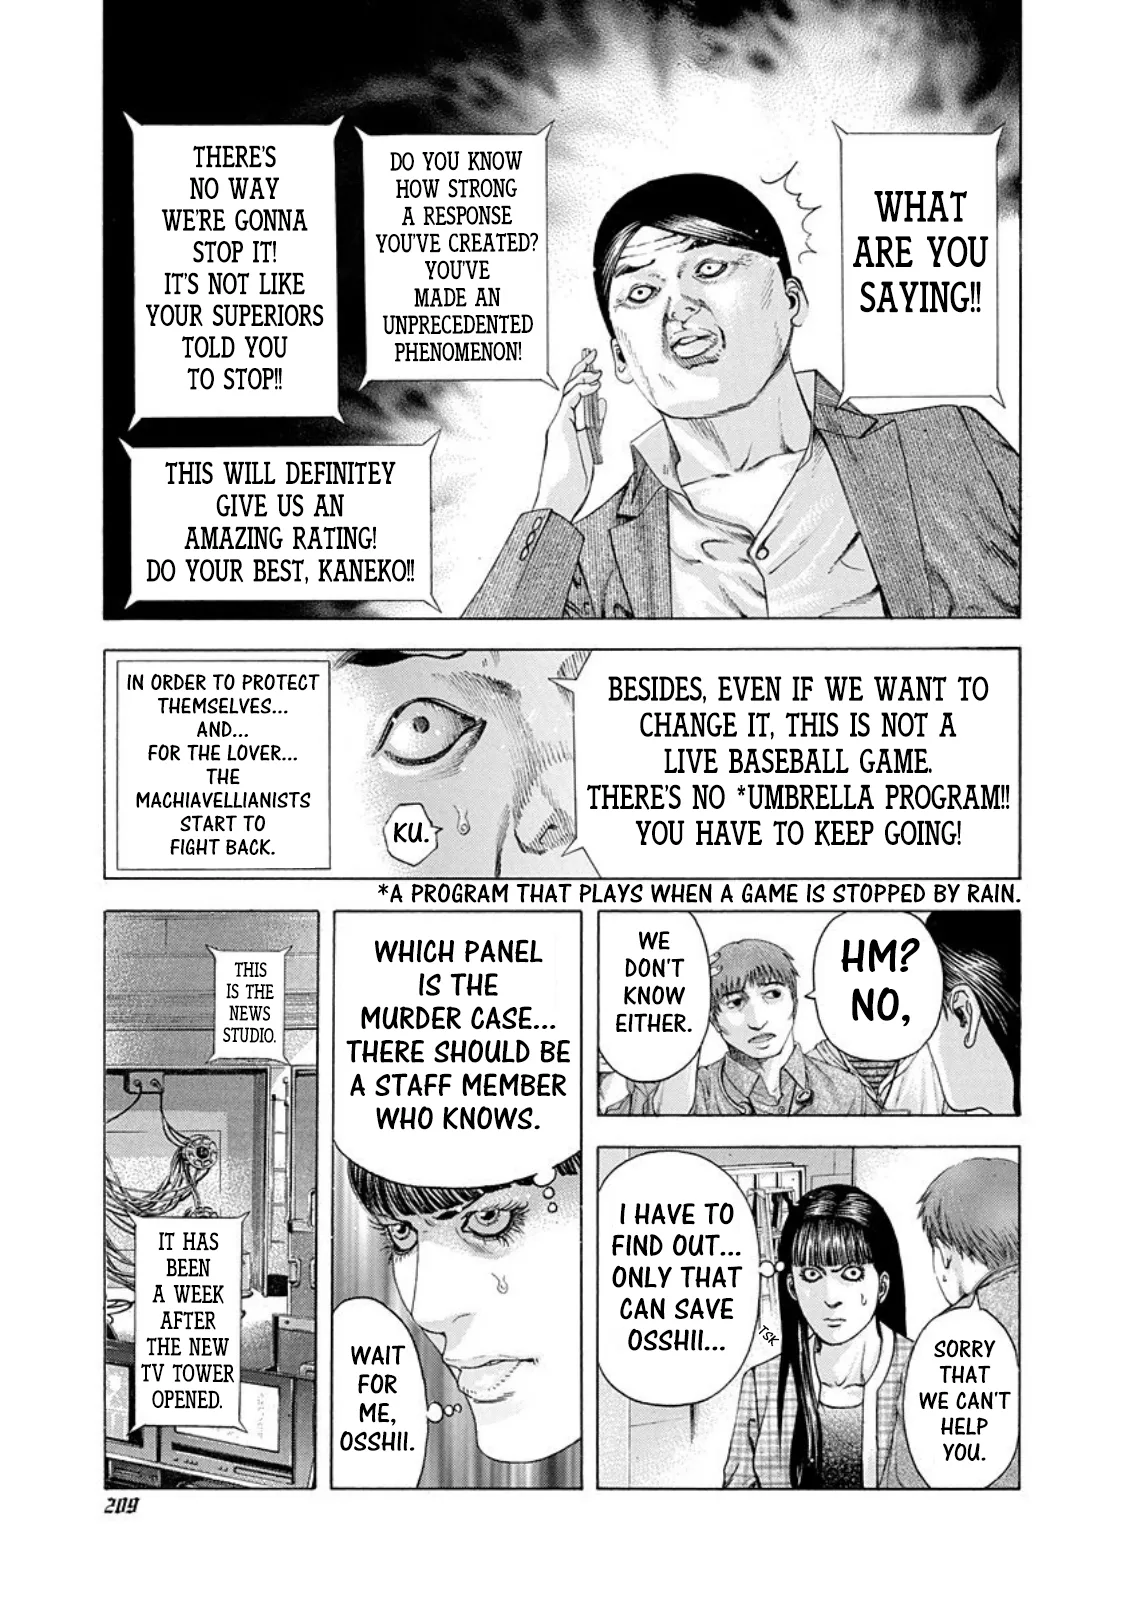 WHAT
ARE YOU
SAYING!!
DO YOU KNOW
HOW STRONG
A RESPONSE
YOU'VE CREATED?
YOU'VE
MADE AN
UNPRECEDENTED
PHENOMENON!
THERE'S
NO WAY
WE'RE GONNA
STOP IT!
IT'S NOT LIKE
YOUR SUPERIORS
TOLD YOU
TO STOP!!
THIS WILL DEFINITEY
GIVE US AN
AMAZING RATING!
DO YOUR BEST, KANEKO!!
BESIDES, EVEN IF WE WANT TO
CHANGE IT, THIS IS NOT A
LIVE BASEBALL GAME.
THERE'S NO *UMBRELLA PROGRAM!!
YOU HAVE TO KEEP GOING!
KU.
IN ORDER TO PROTECT
THEMSELVES...
AND...
FOR THE LOVER...
THE
MACHIAVELLIANISTS
START TO
FIGHT BACK.
*A PROGRAM THAT PLAYS WHEN A GAME IS STOPPED BY RAIN.
HM?
NO,
WE
DON'T
KNOW
EITHER.
SORRY
THAT
WE CAN'T
HELP
YOU.
TSK
I HAVE TO
FIND OUT...
ONLY THAT
CAN SAVE
OSSHII...
WHICH PANEL
IS THE
MURDER CASE...
THERE SHOULD BE
A STAFF MEMBER
WHO KNOWS.
WAIT
FOR
ME,
OSSHII.
THIS
IS THE
NEWS
STUDIO.
IT HAS
BEEN
A WEEK
AFTER
THE NEW
TV TOWER
OPENED.
209